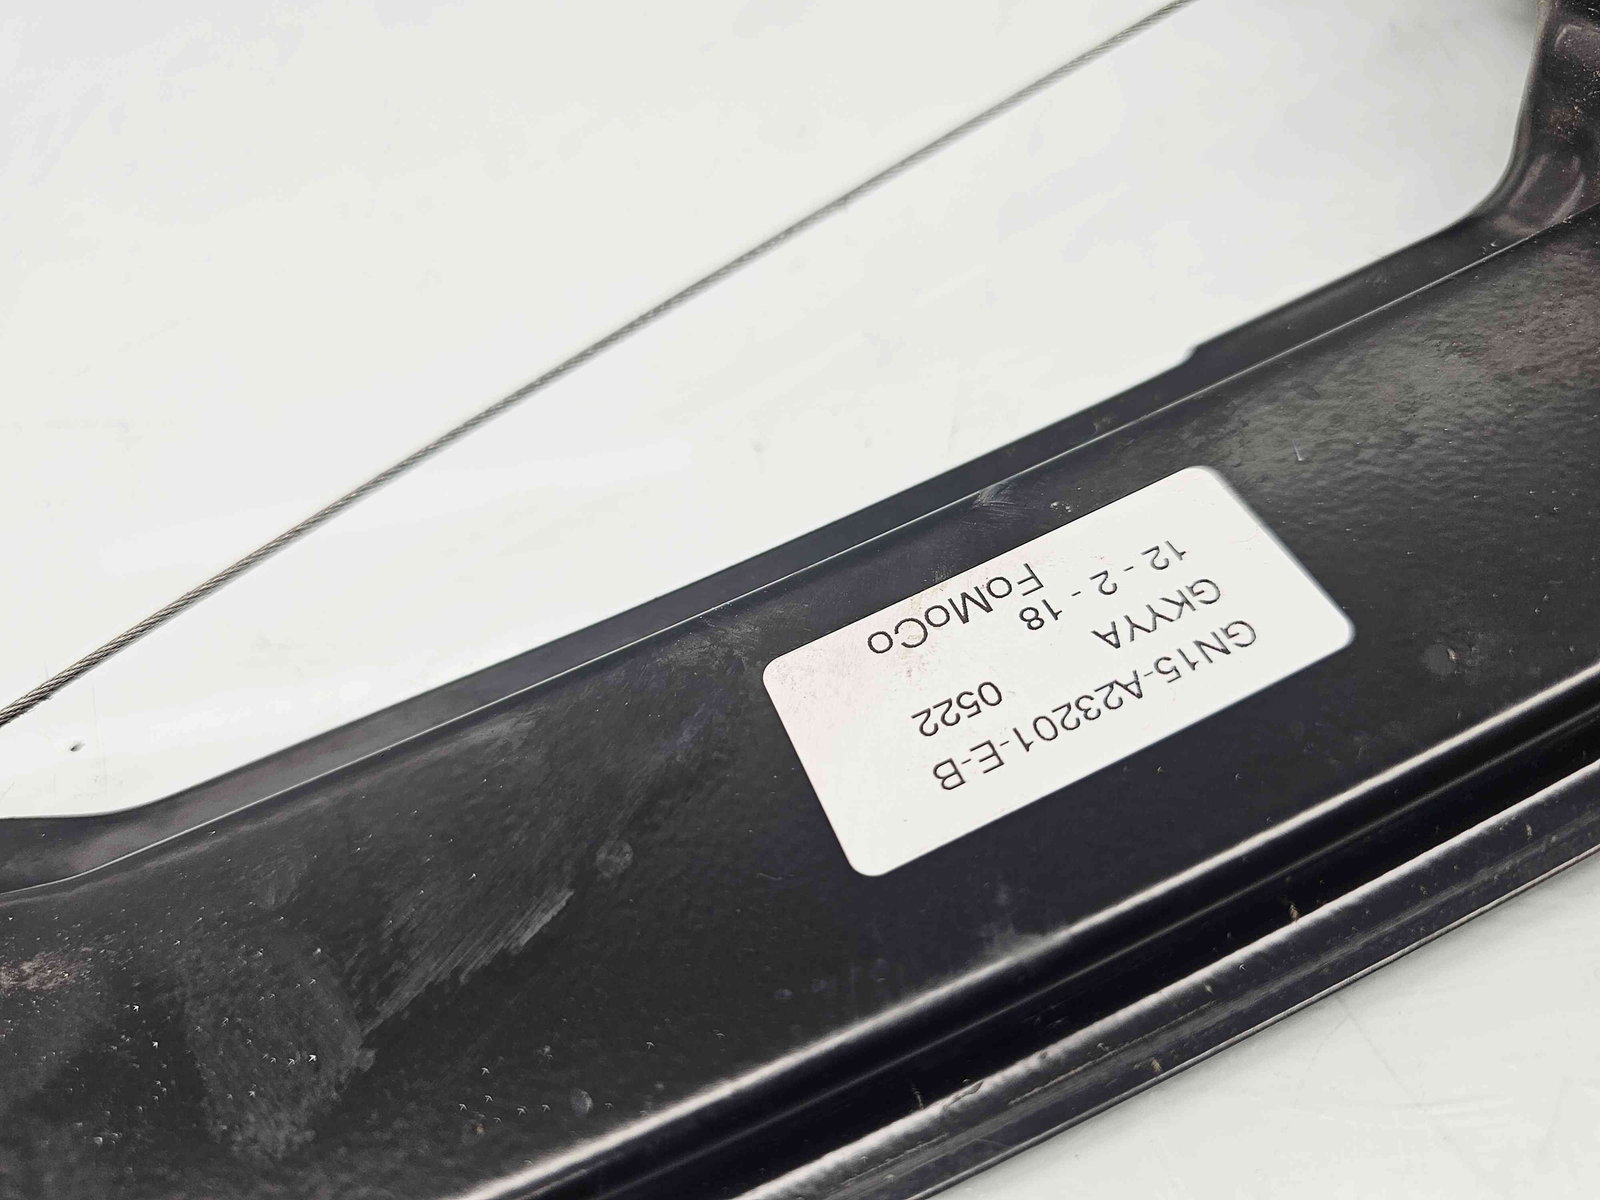 GN15-A23201-E-B
GKYYA 0522
12 - 2 - 18
FoMoCo